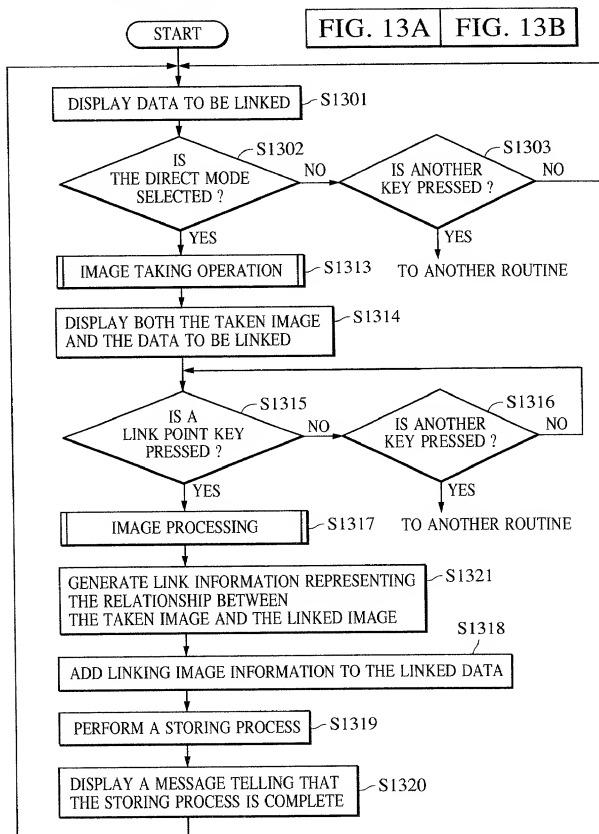 START
FIG. 13A FIG. 13B
DISPLAY DATA TO BE LINKED
S1301
IS
THE DIRECT MODE
SELECTED ?
S1302
NO
IS ANOTHER
KEY PRESSED ?
S1303
NO
YES
YES
TO ANOTHER ROUTINE
IMAGE TAKING OPERATION
S1313
DISPLAY BOTH THE TAKEN IMAGE
AND THE DATA TO BE LINKED
S1314
IS A
LINK POINT KEY
PRESSED ?
S1315
NO
IS ANOTHER
KEY PRESSED ?
S1316
NO
YES
YES
TO ANOTHER ROUTINE
IMAGE PROCESSING
S1317
GENERATE LINK INFORMATION REPRESENTING
THE RELATIONSHIP BETWEEN
THE TAKEN IMAGE AND THE LINKED IMAGE
S1321
S1318
ADD LINKING IMAGE INFORMATION TO THE LINKED DATA
PERFORM A STORING PROCESS
S1319
DISPLAY A MESSAGE TELLING THAT
THE STORING PROCESS IS COMPLETE
S1320